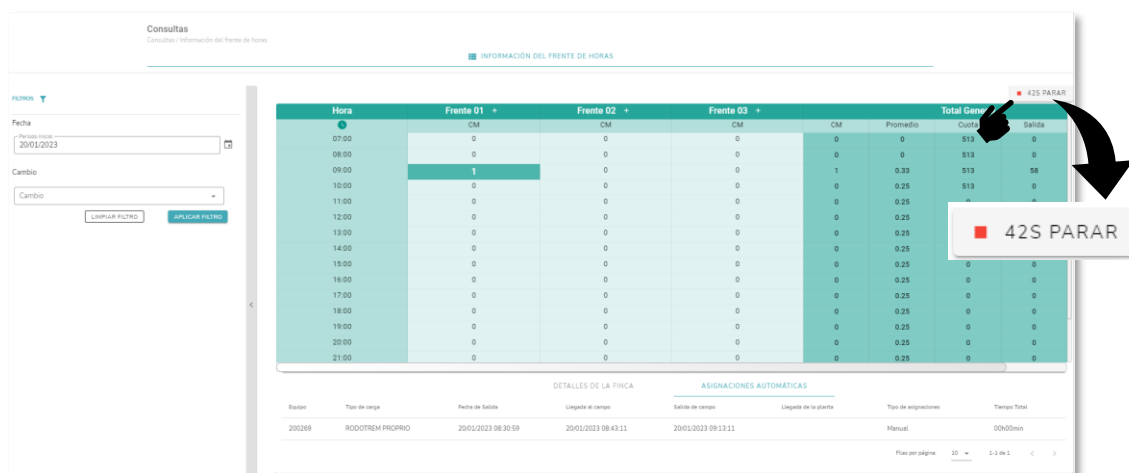 Consultas
Consultas / Información del frente de horas
INFORMACIÓN DEL FRENTE DE HORAS
FILTROS
Fecha
Período Inicial
20/01/2023
Cambio
Cambio
LIMPIAR FILTRO APLICAR FILTRO
42S PARAR
Hora Frente 01 + Frente 02 + Frente 03 + Total Gene
CM CM CM CM Promedio Cuota Salida
07:00 0 0 0 0 0 513 0
08:00 0 0 0 0 0 513 0
09:00 1 0 0 1 0.33 513 58
10:00 0 0 0 0 0.25 513 0
11:00 0 0 0 0 0.25 0 0
12:00 0 0 0 0 0.25
13:00 0 0 0 0 0.25
14:00 0 0 0 0 0.25
42S PARAR
15:00 0 0 0 0 0.25 0 0
16:00 0 0 0 0 0.25 0 0
17:00 0 0 0 0 0.25 0 0
18:00 0 0 0 0 0.25 0 0
19:00 0 0 0 0 0.25 0 0
20:00 0 0 0 0 0.25 0 0
21:00 0 0 0 0 0.25 0 0
DETALLES DE LA FINCA ASIGNACIONES AUTOMÁTICAS
Equipo Tipo de carga Fecha de Salida Llegada al campo Salida de campo Llegada de la planta Tipo de asignaciones Tiempo Total
200269 RODOTREM PROPRIO 20/01/2023 08:30:59 20/01/2023 08:43:11 20/01/2023 09:13:11 Manual 00h00min
Filas por página: 10 1-1 de 1